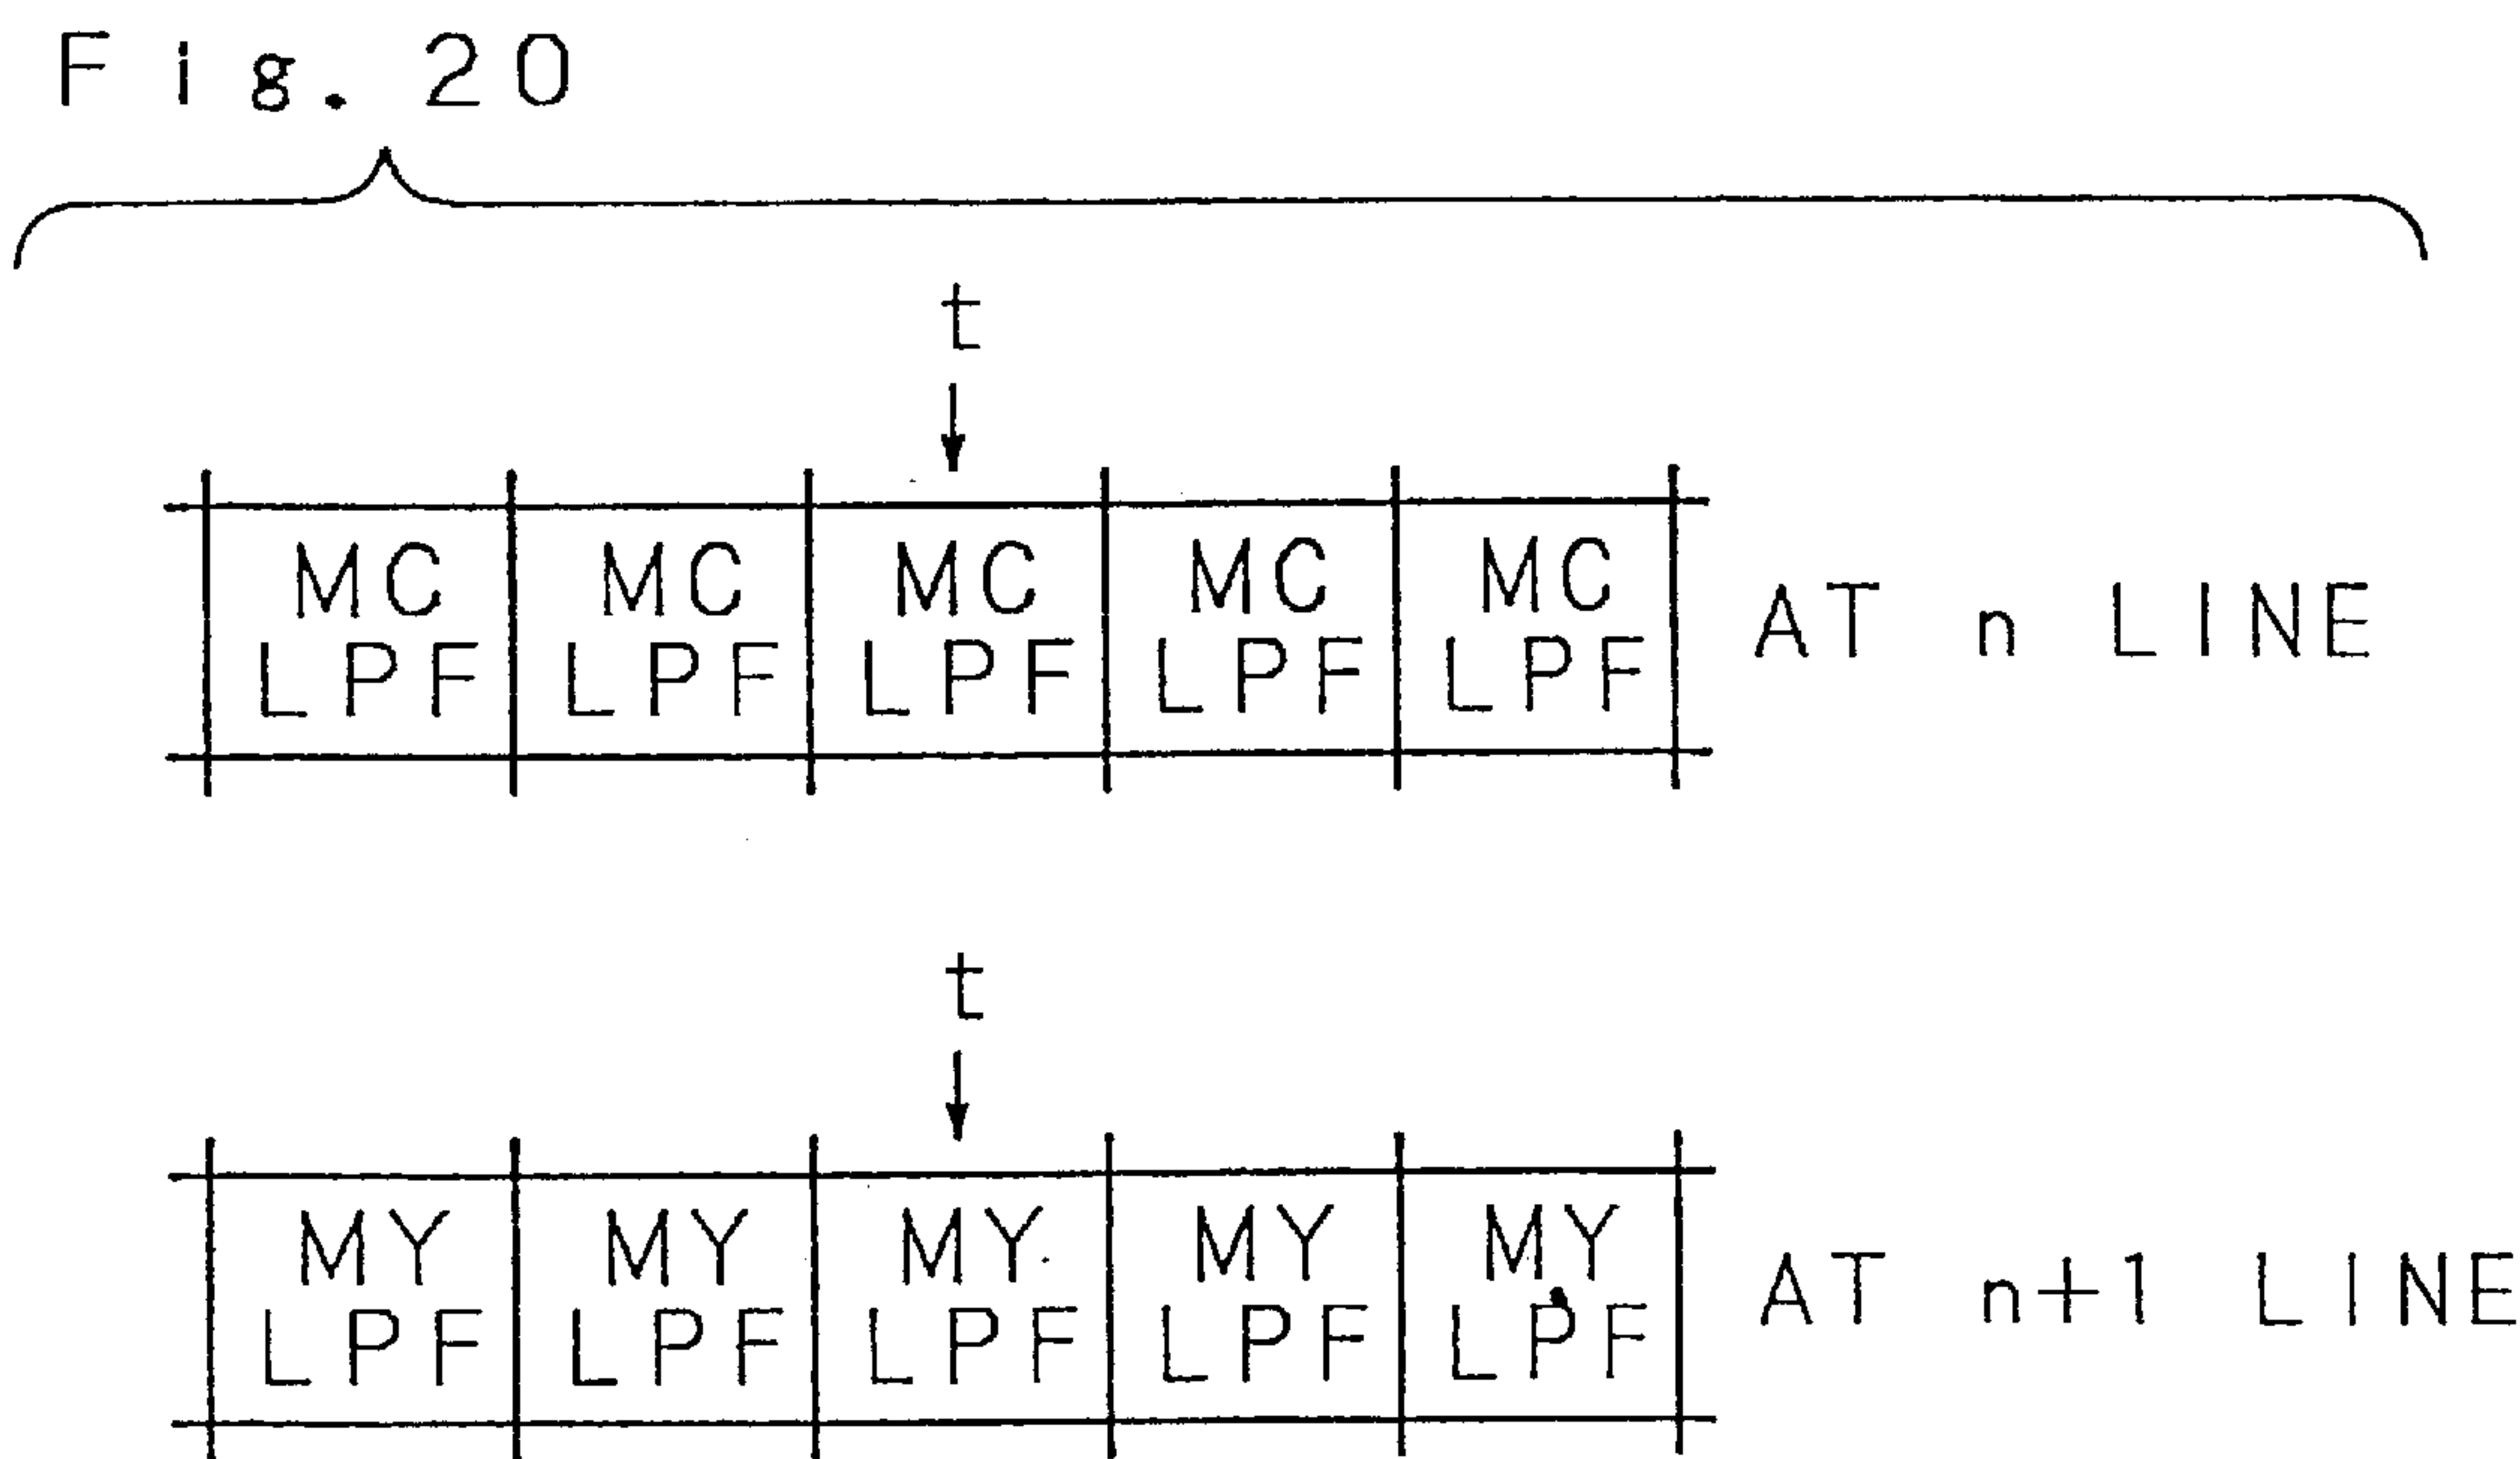 Fig. 20
t
MC MC MC MC MC
LPF LPF LPF LPF LPF
AT n LINE
t
MY MY MY MY MY
LPF LPF LPF LPF LPF
AT n+1 LINE